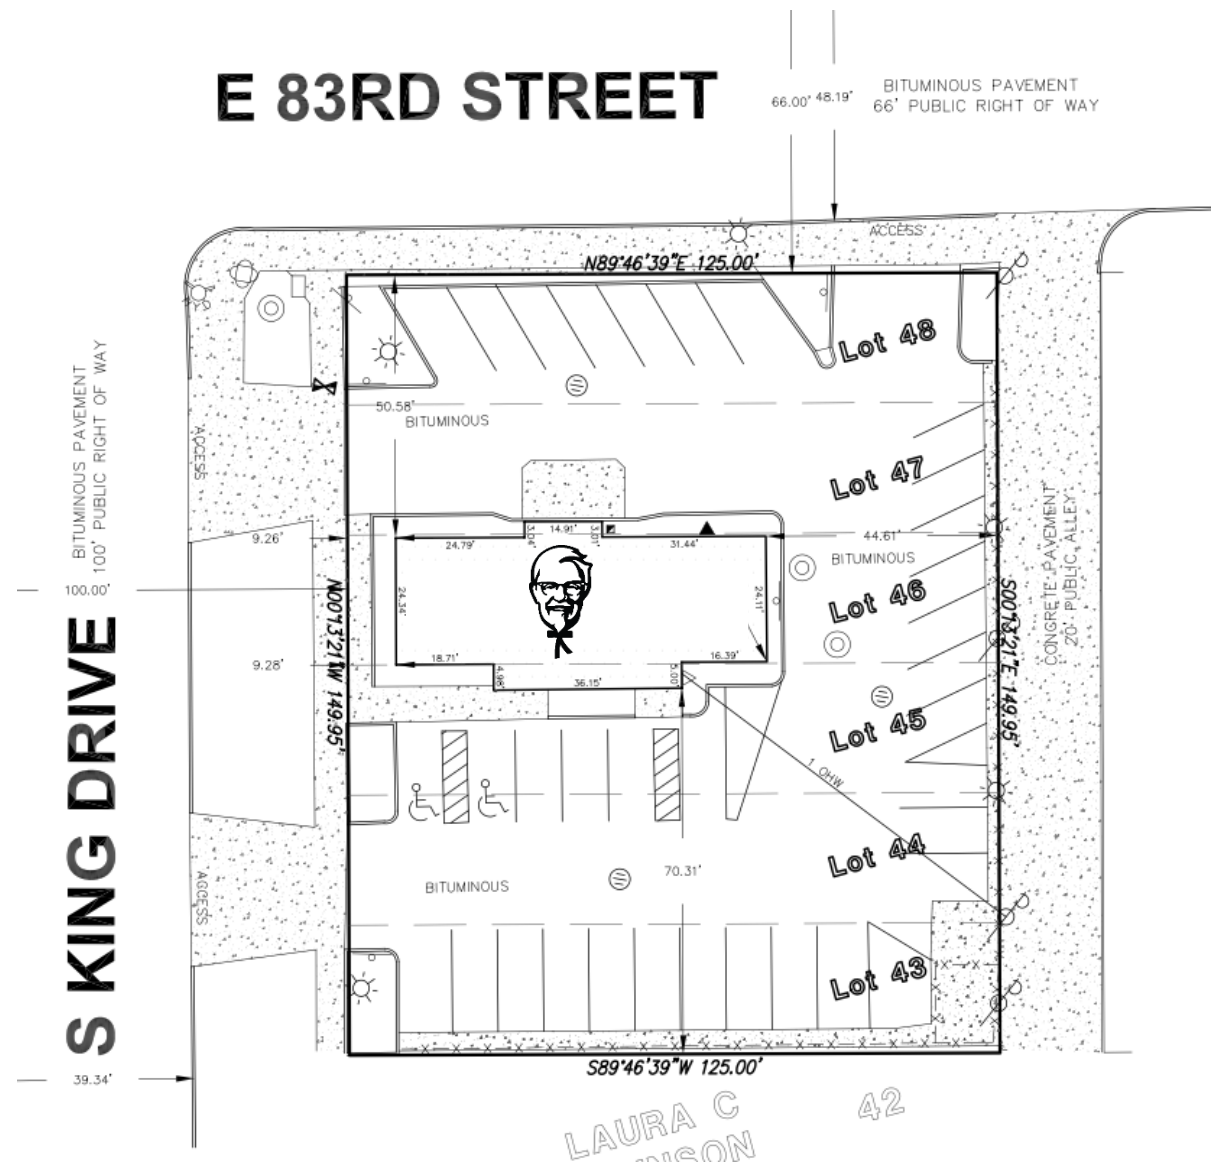 E 83RD STREET
66.00' 48.19'
BITUMINOUS PAVEMENT
66' PUBLIC RIGHT OF WAY
ACCESS
N89°46'39"E 125.00'
Lot 48
50.58'
BITUMINOUS
BITUMINOUS PAVEMENT
100' PUBLIC RIGHT OF WAY
ACCESS
Lot 47
9.26'
24.79'
3.04'
14.91'
3.01'
31.44'
44.61'
BITUMINOUS
CONCRETE PAVEMENT
20' PUBLIC ALLEY
100.00'
N00°13'21"W 149.95'
24.34'
24.11'
Lot 46
S00°13'21"E 149.95'
9.28'
18.71'
4.98'
36.15'
5.00'
16.39'
Lot 45
S KING DRIVE
1 OHW
Lot 44
70.31'
BITUMINOUS
ACCESS
Lot 43
39.34'
S89°46'39"W 125.00'
LAURA C
42